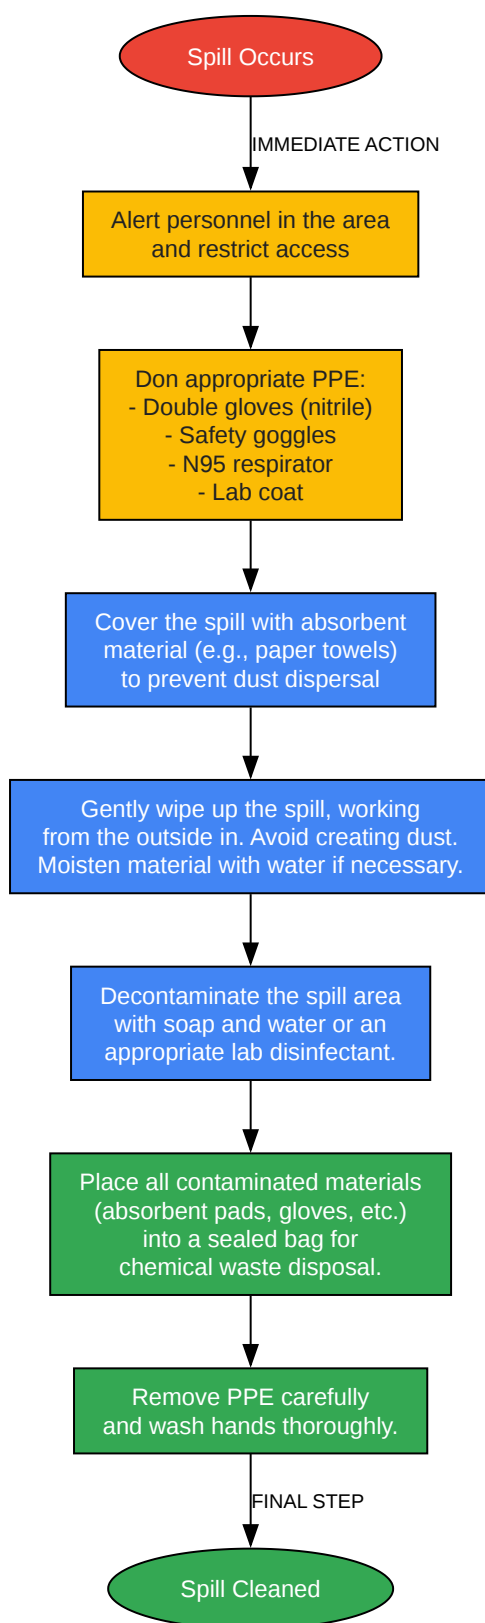 Spill Occurs
IMMEDIATE ACTION
Alert personnel in the area
and restrict access
Don appropriate PPE:
- Double gloves (nitrile)
- Safety goggles
- N95 respirator
- Lab coat
Cover the spill with absorbent
material (e.g., paper towels)
to prevent dust dispersal
Gently wipe up the spill, working
from the outside in. Avoid creating dust.
Moisten material with water if necessary.
Decontaminate the spill area
with soap and water or an
appropriate lab disinfectant.
Place all contaminated materials
(absorbent pads, gloves, etc.)
into a sealed bag for
chemical waste disposal.
Remove PPE carefully
and wash hands thoroughly.
FINAL STEP
Spill Cleaned